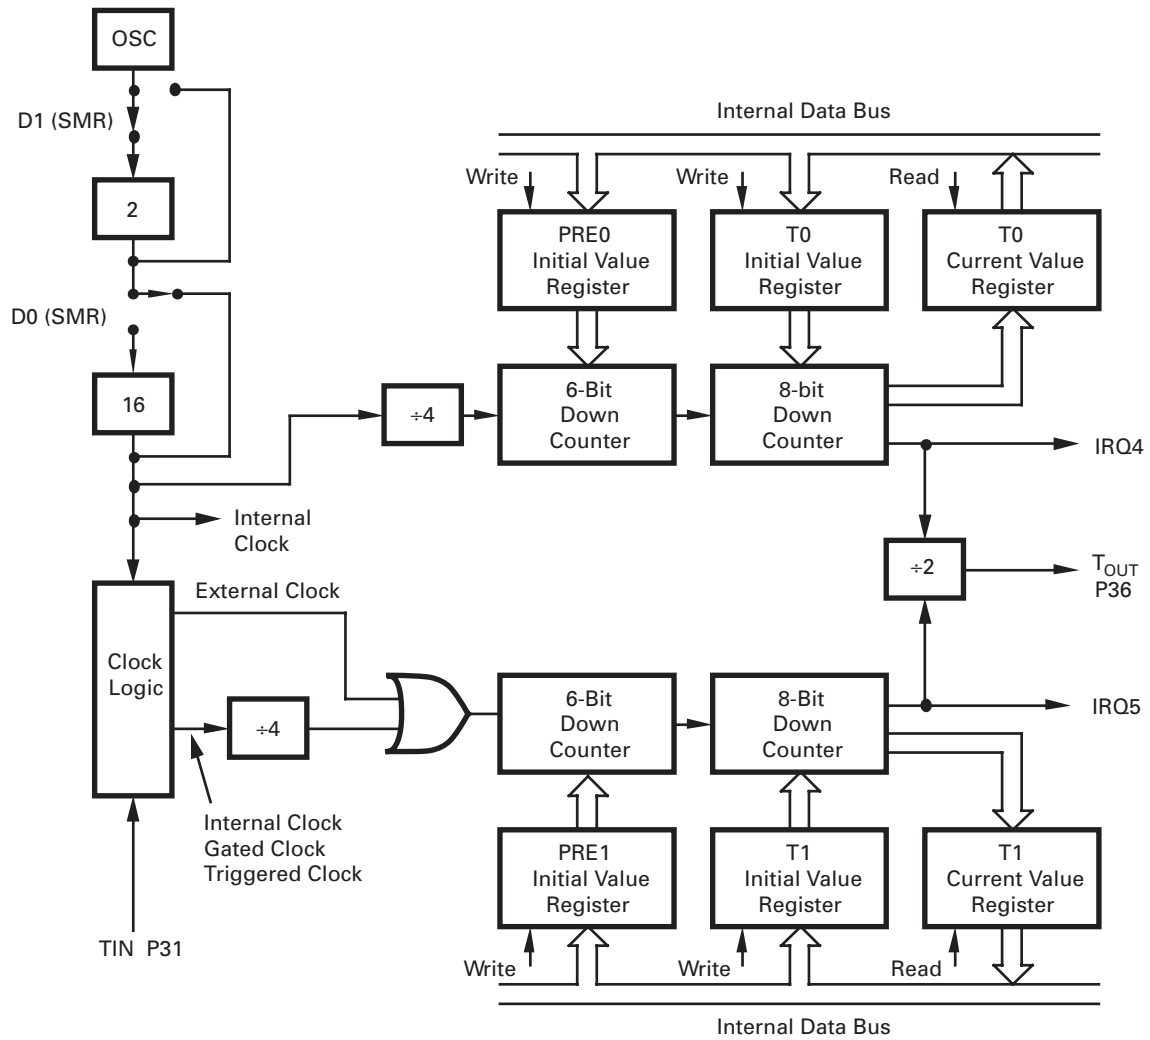 OSC
D1 (SMR)
2
D0 (SMR)
16
Internal
Clock
External Clock
Clock
Logic
÷4
Internal Clock
Gated Clock
Triggered Clock
TIN P31
Internal Data Bus
Write
Write
Read
PRE0
Initial Value
Register
T0
Initial Value
Register
T0
Current Value
Register
÷4
6-Bit
Down
Counter
8-bit
Down
Counter
IRQ4
÷2
TOUT
P36
6-Bit
Down
Counter
8-Bit
Down
Counter
IRQ5
PRE1
Initial Value
Register
T1
Initial Value
Register
T1
Current Value
Register
Write
Write
Read
Internal Data Bus